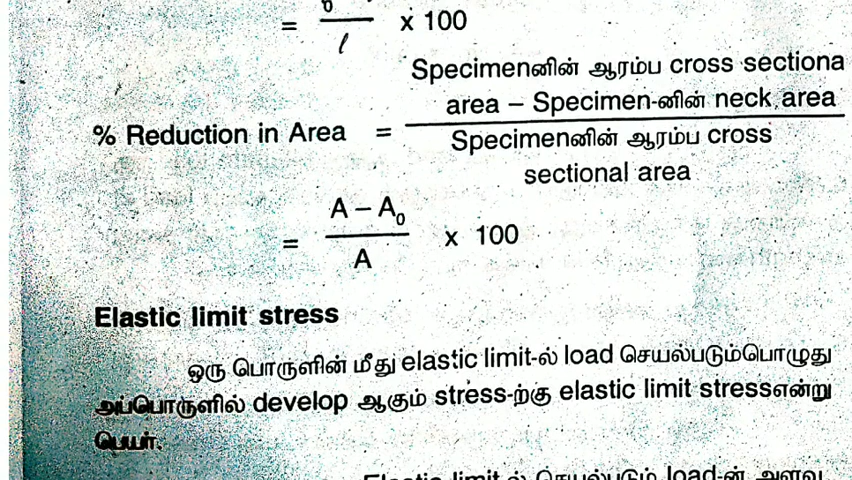 = / l x 100
Specimenனின் ஆரம்ப cross sectiona
area – Specimen-னின் neck area
% Reduction in Area =
Specimenனின் ஆரம்ப cross
sectional area
= A – A₀ / A x 100
Elastic limit stress
ஒரு பொருளின் மீது elastic limit-ல் load செயல்படும்பொழுது
அப்பொருளில் develop ஆகும் stress-ற்கு elastic limit stressஎன்று
பெயர்.
Elastic limit-ல் செயல்படும் load-ன் அளவு